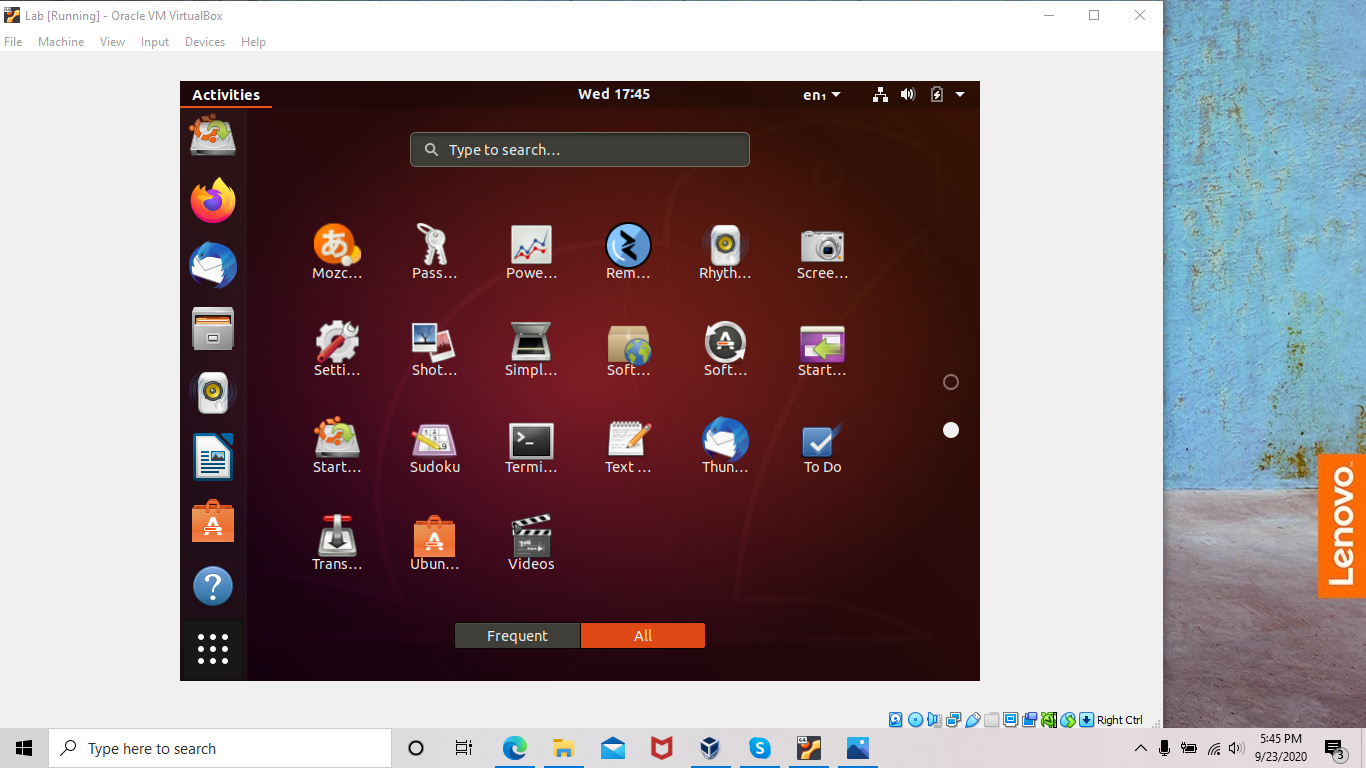 Lab [Running] - Oracle VM VirtualBox
File Machine View Input Devices Help
Activities Wed 17:45 en₁
Type to search...
あ
Mozc... Pass... Powe... Rem... Rhyth... Scree...
Setti... Shot... Simpl... Soft... Soft... Start...
Start... Sudoku Termi... Text ... Thun... To Do
Trans... Ubun... Videos
Frequent All
Right Ctrl
Lenovo
Type here to search
5:45 PM
9/23/2020
3